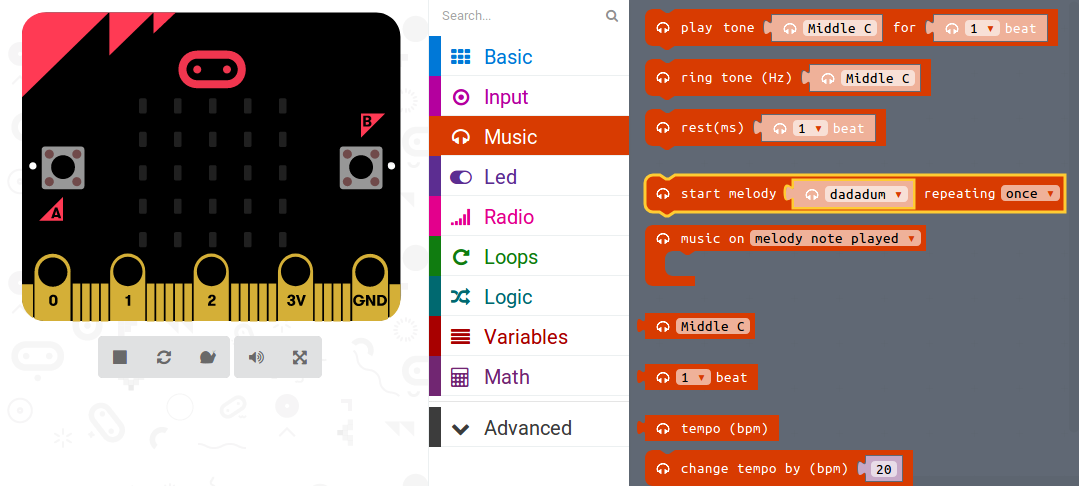 B
A
0 1 2 3V GND
Search...
Basic
Input
Music
Led
Radio
Loops
Logic
Variables
Math
Advanced
play tone Middle C for 1 beat
ring tone (Hz) Middle C
rest(ms) 1 beat
start melody dadadum repeating once
music on melody note played
Middle C
1 beat
tempo (bpm)
change tempo by (bpm) 20